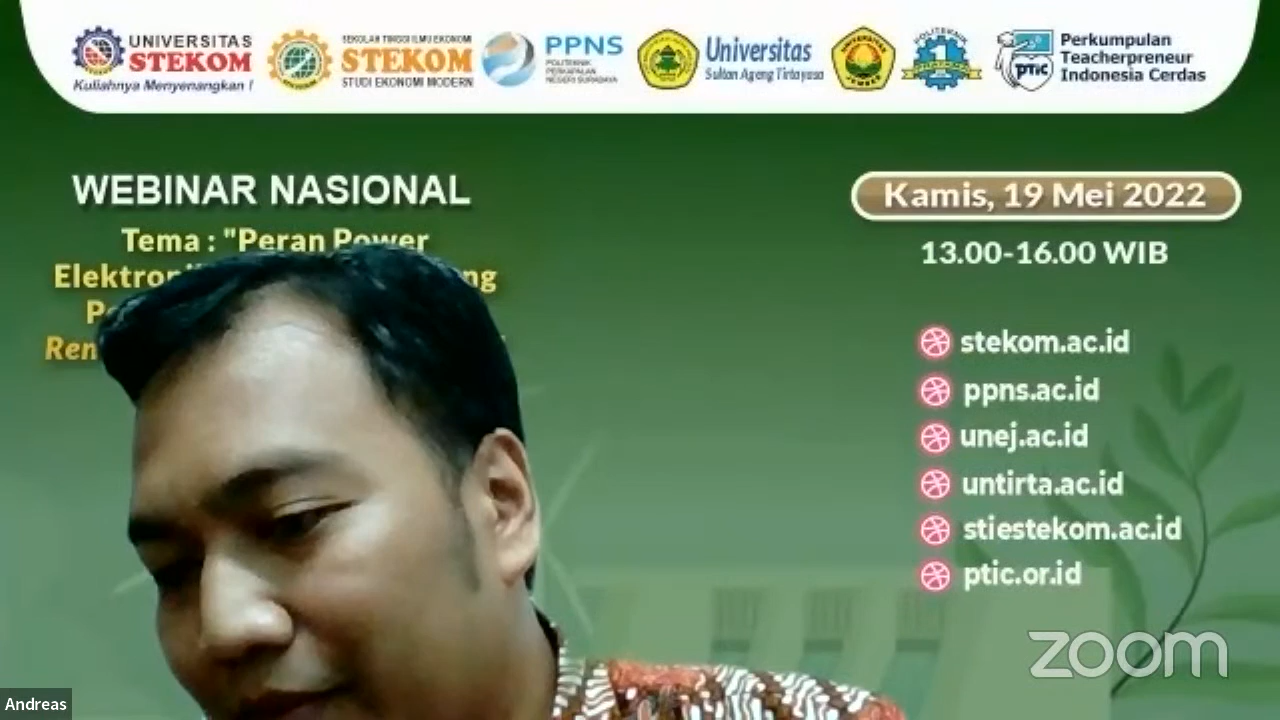 UNIVERSITAS
STEKOM
Kuliahnya Menyenangkan !
SEKOLAH TINGGI ILMU EKONOMI
STEKOM
STUDI EKONOMI MODERN
PPNS
POLITEKNIK
PERKAPALAN
NEGERI SURABAYA
Universitas
Sultan Ageng Tirtayasa
PTIC
Perkumpulan
Teacherpreneur
Indonesia Cerdas
WEBINAR NASIONAL
Tema : "Peran Power
Kamis, 19 Mei 2022
13.00-16.00 WIB
stekom.ac.id
ppns.ac.id
unej.ac.id
untirta.ac.id
stiestekom.ac.id
ptic.or.id
zoom
Andreas